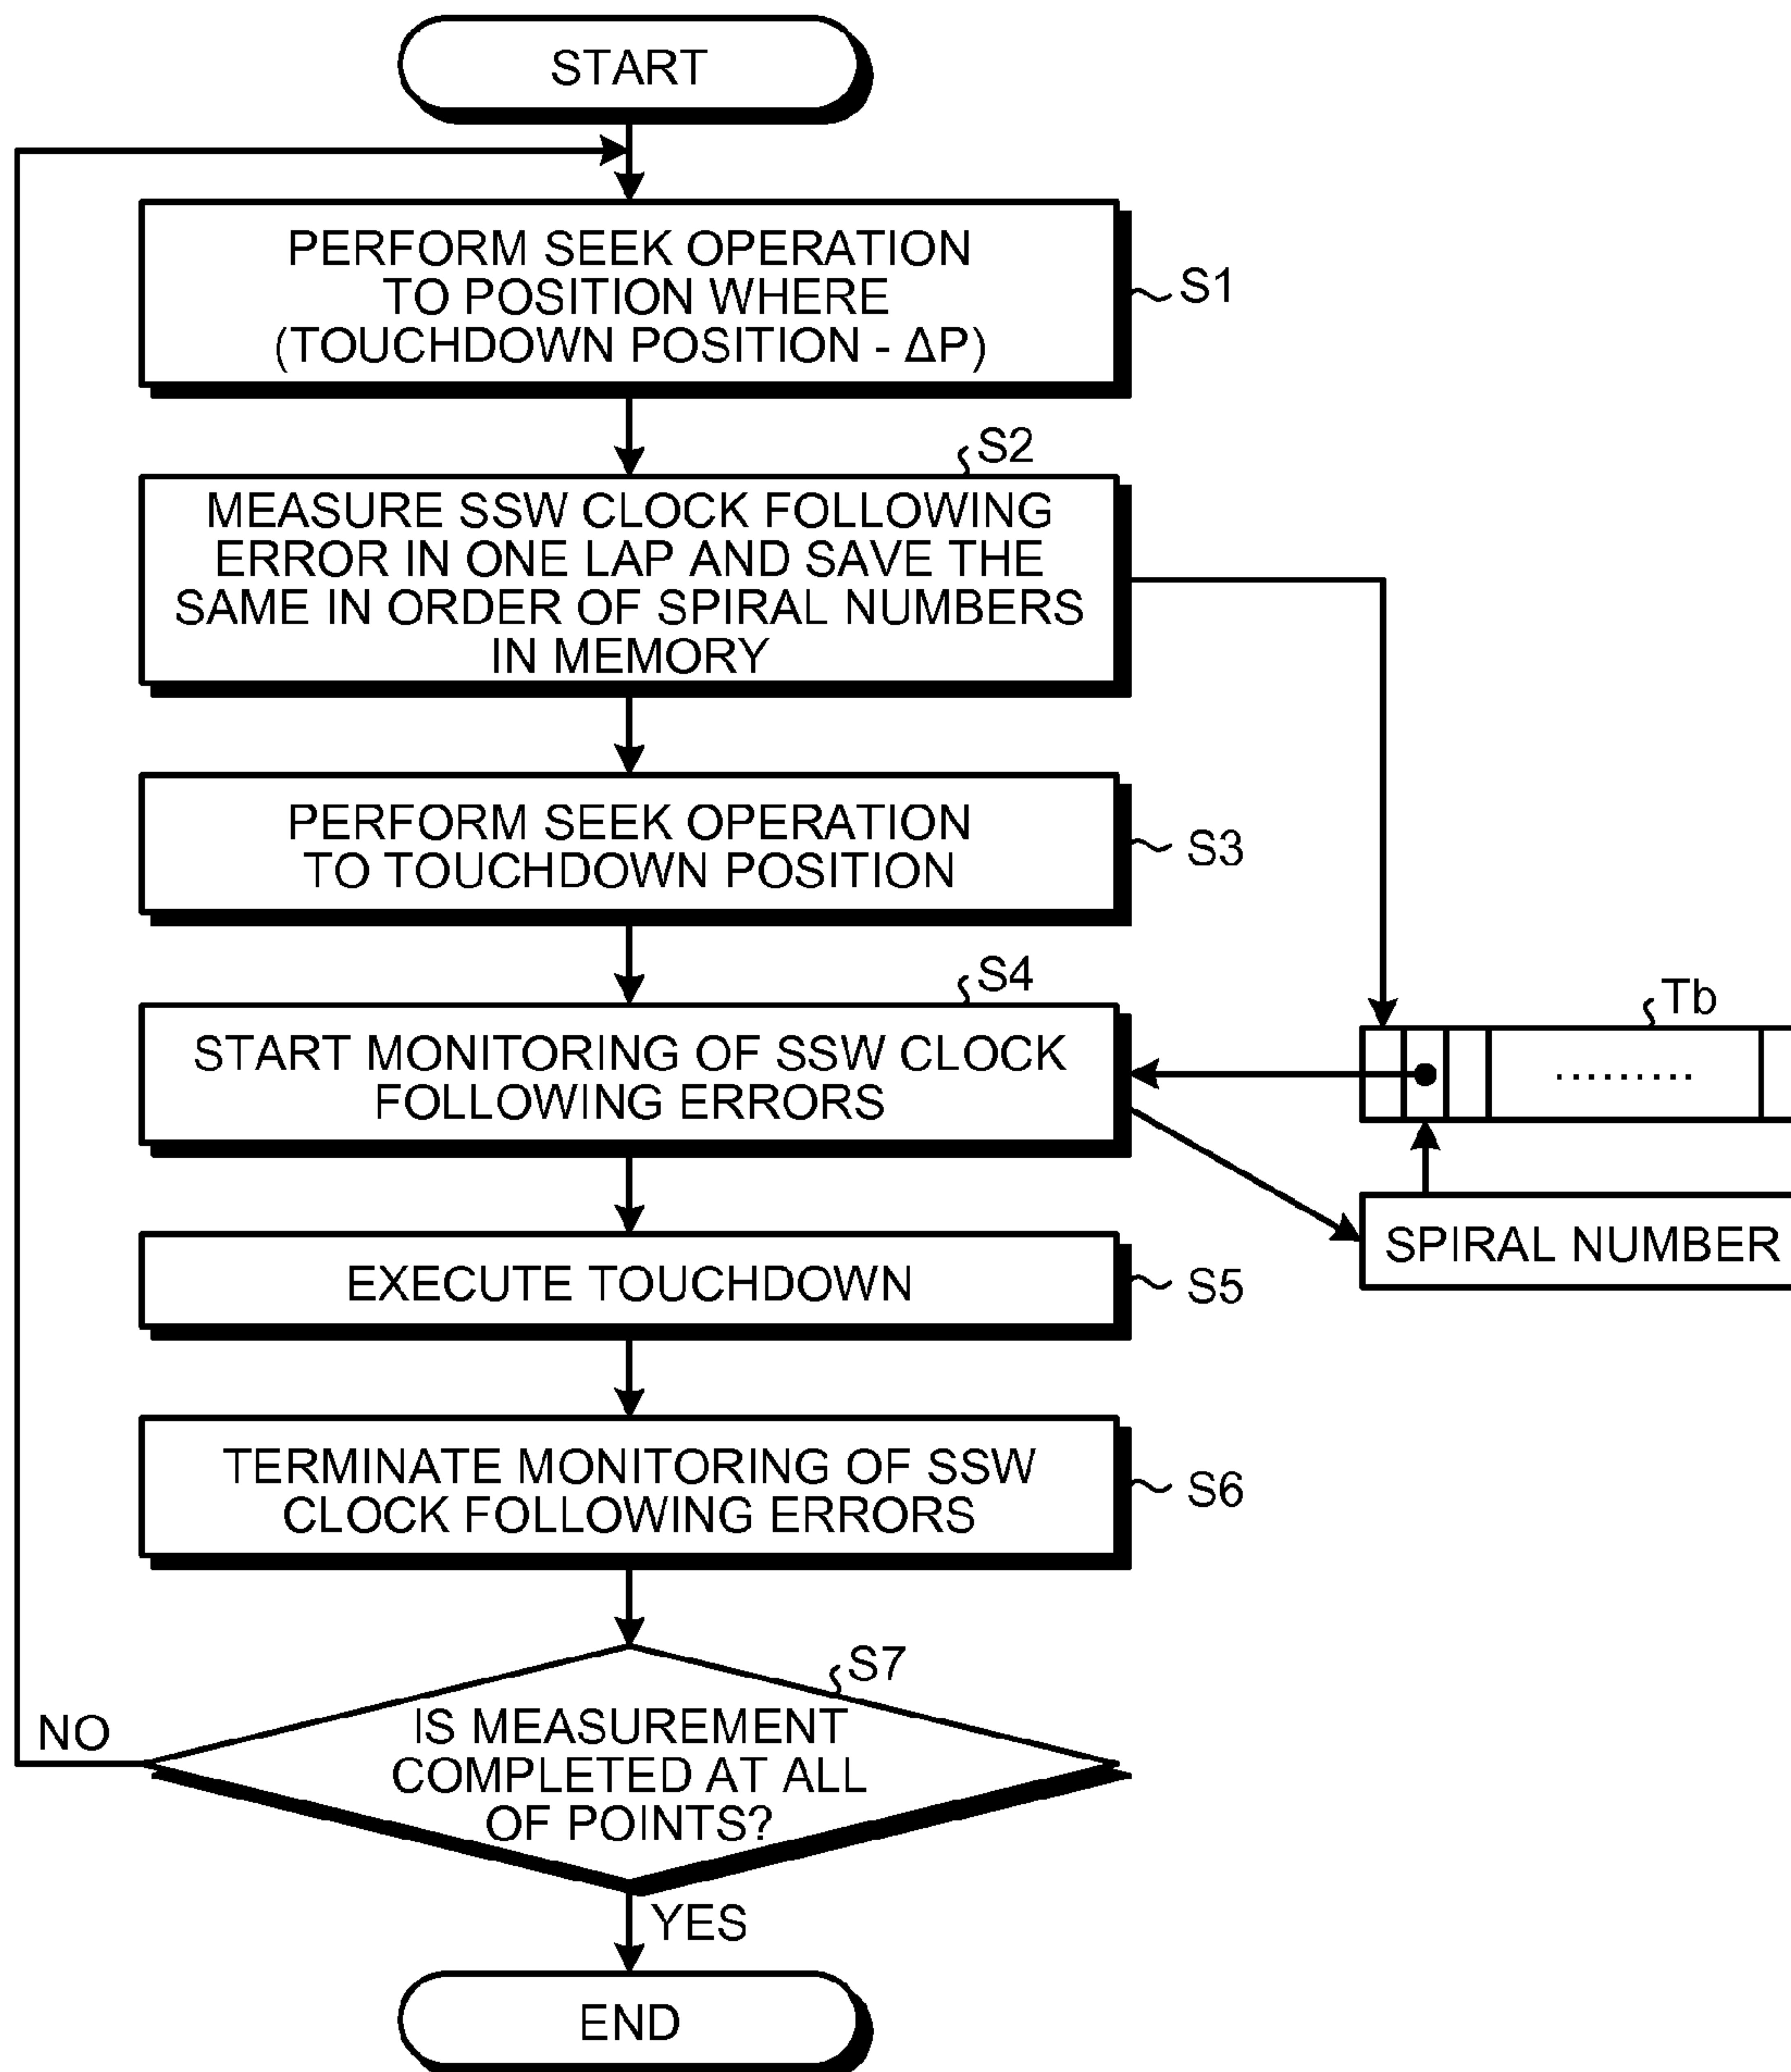 START
PERFORM SEEK OPERATION
TO POSITION WHERE
(TOUCHDOWN POSITION - ΔP)
S1
S2
MEASURE SSW CLOCK FOLLOWING
ERROR IN ONE LAP AND SAVE THE
SAME IN ORDER OF SPIRAL NUMBERS
IN MEMORY
PERFORM SEEK OPERATION
TO TOUCHDOWN POSITION
S3
S4
START MONITORING OF SSW CLOCK
FOLLOWING ERRORS
Tb
.........
SPIRAL NUMBER
EXECUTE TOUCHDOWN
S5
TERMINATE MONITORING OF SSW
CLOCK FOLLOWING ERRORS
S6
S7
IS MEASUREMENT
COMPLETED AT ALL
OF POINTS?
NO
YES
END